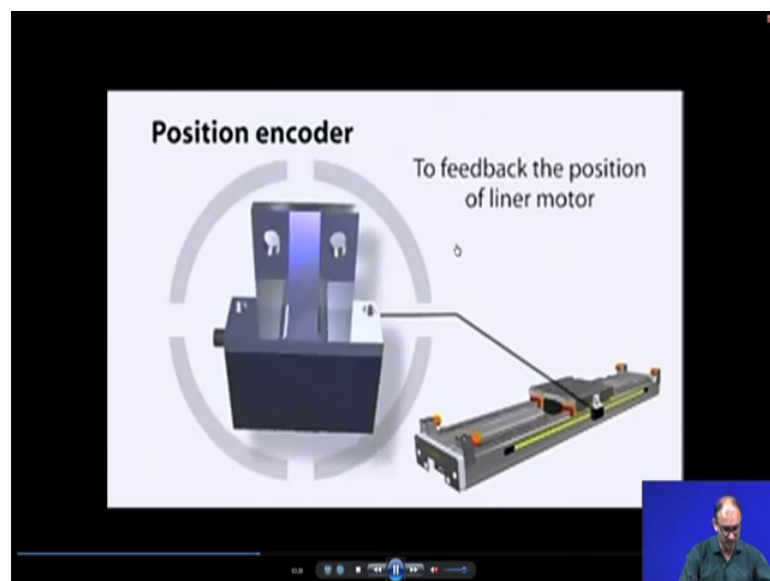 Position encoder
To feedback the position
of liner motor